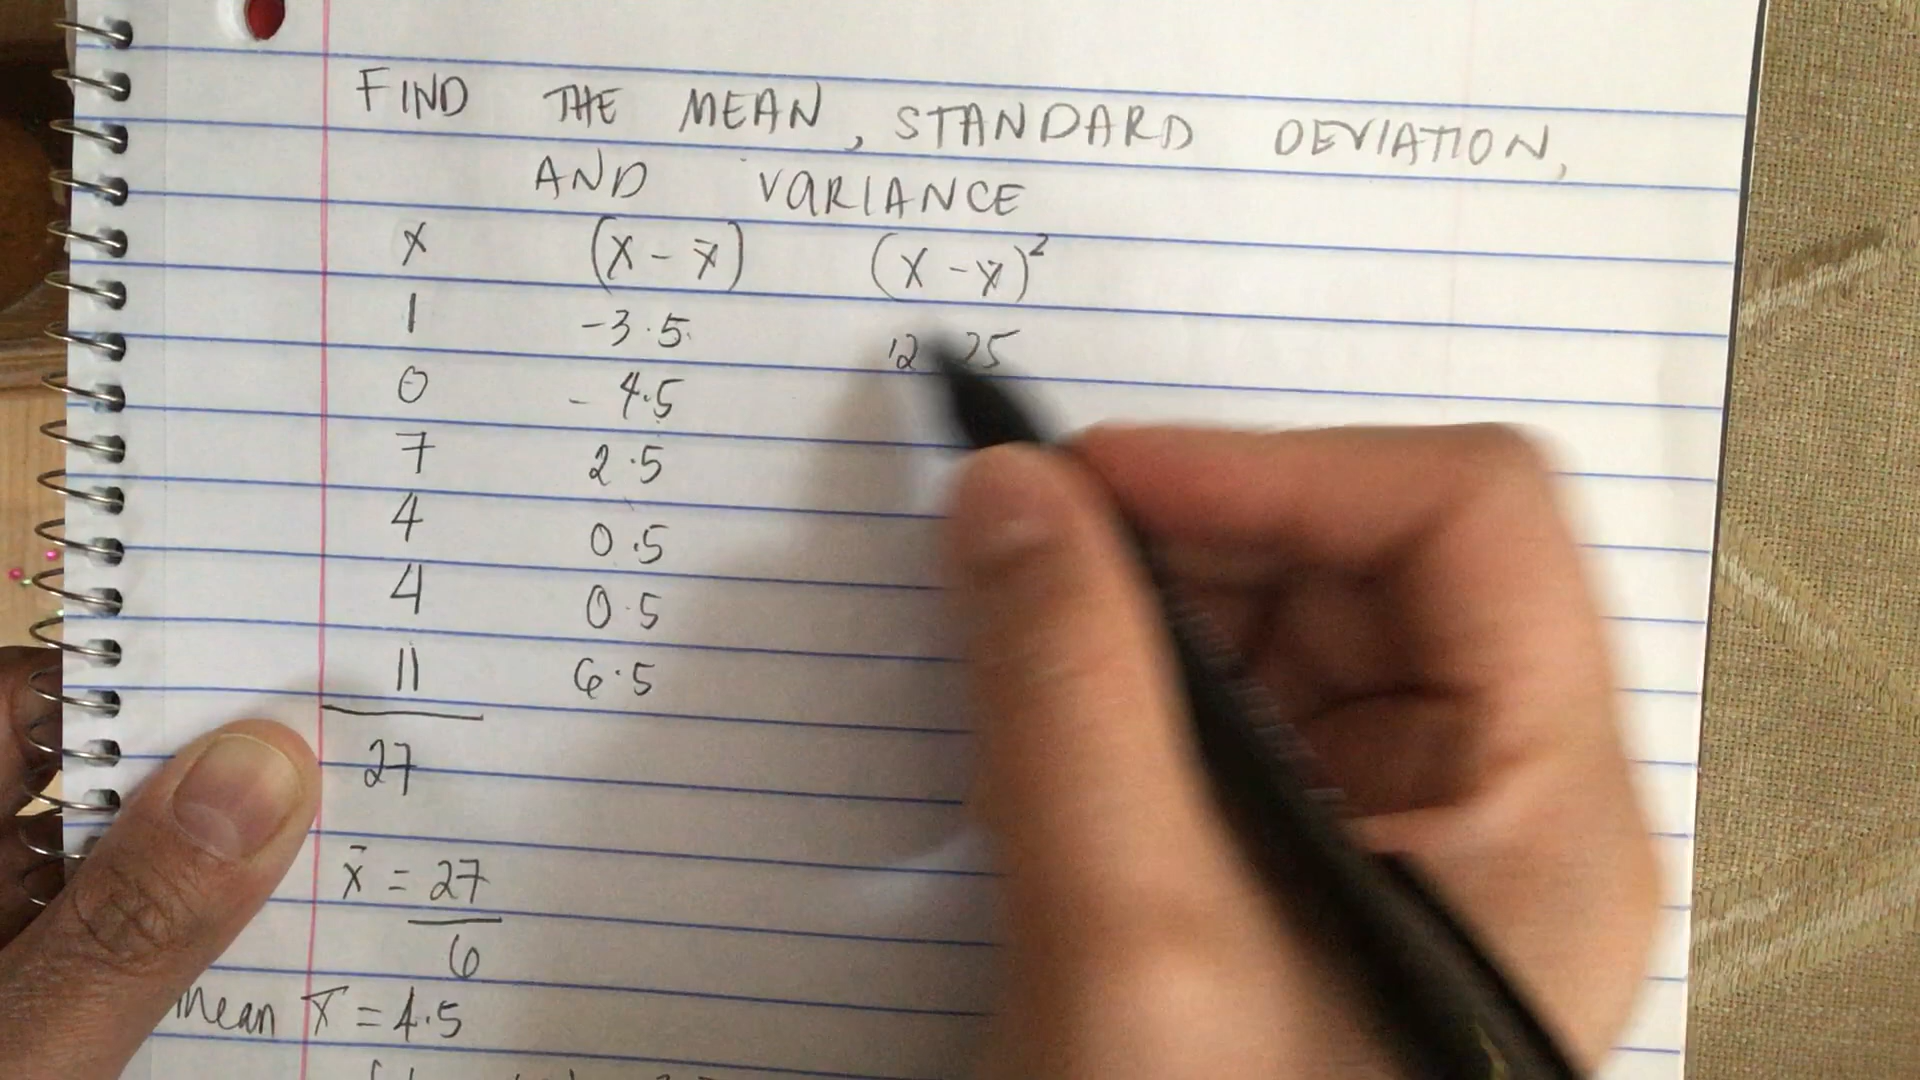 FIND THE MEAN, STANDARD DEVIATION,
AND VARIANCE
x (x - x̄) (x - x̄)²
1 -3.5 12.25
0 -4.5
7 2.5
4 0.5
4 0.5
11 6.5
27
x̄ = 27
6
Mean x̄ = 4.5